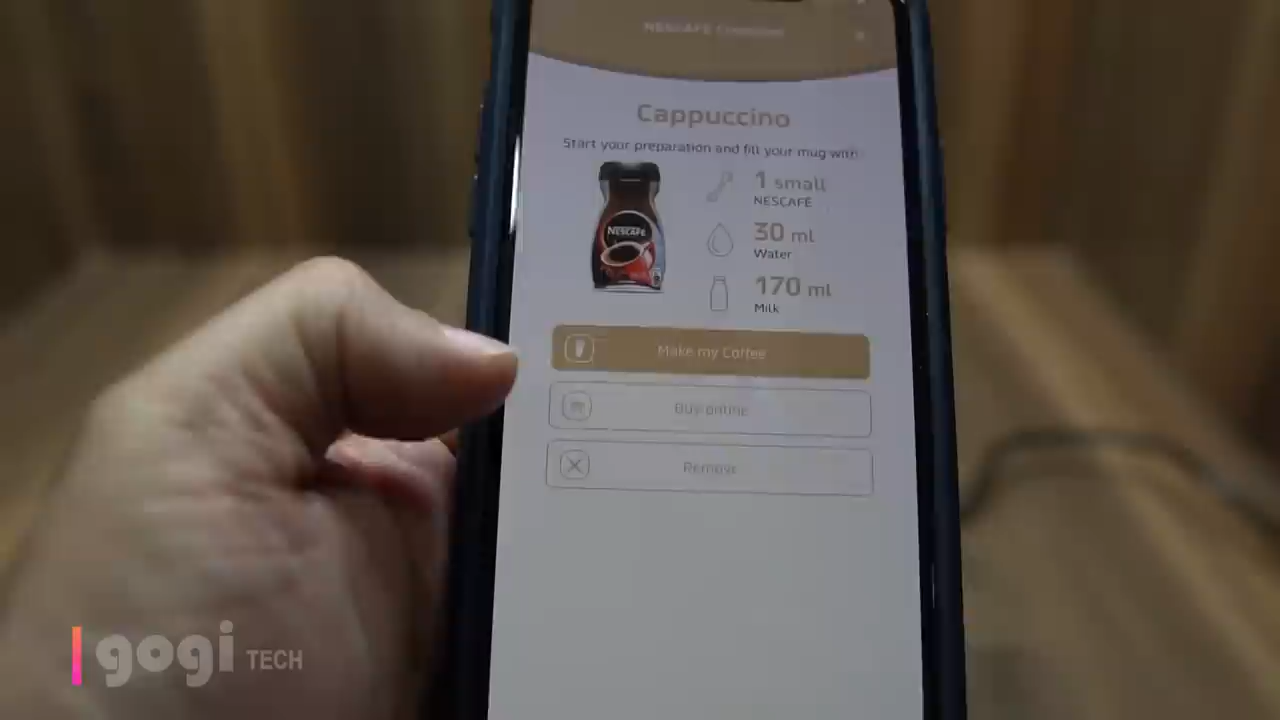 NESCAFÉ
Cappuccino
Start your preparation and fill your mug with:
NESCAFÉ
1 small
NESCAFÉ
30 ml
Water
170 ml
Milk
Make my Coffee
Buy online
Remove
gogi TECH